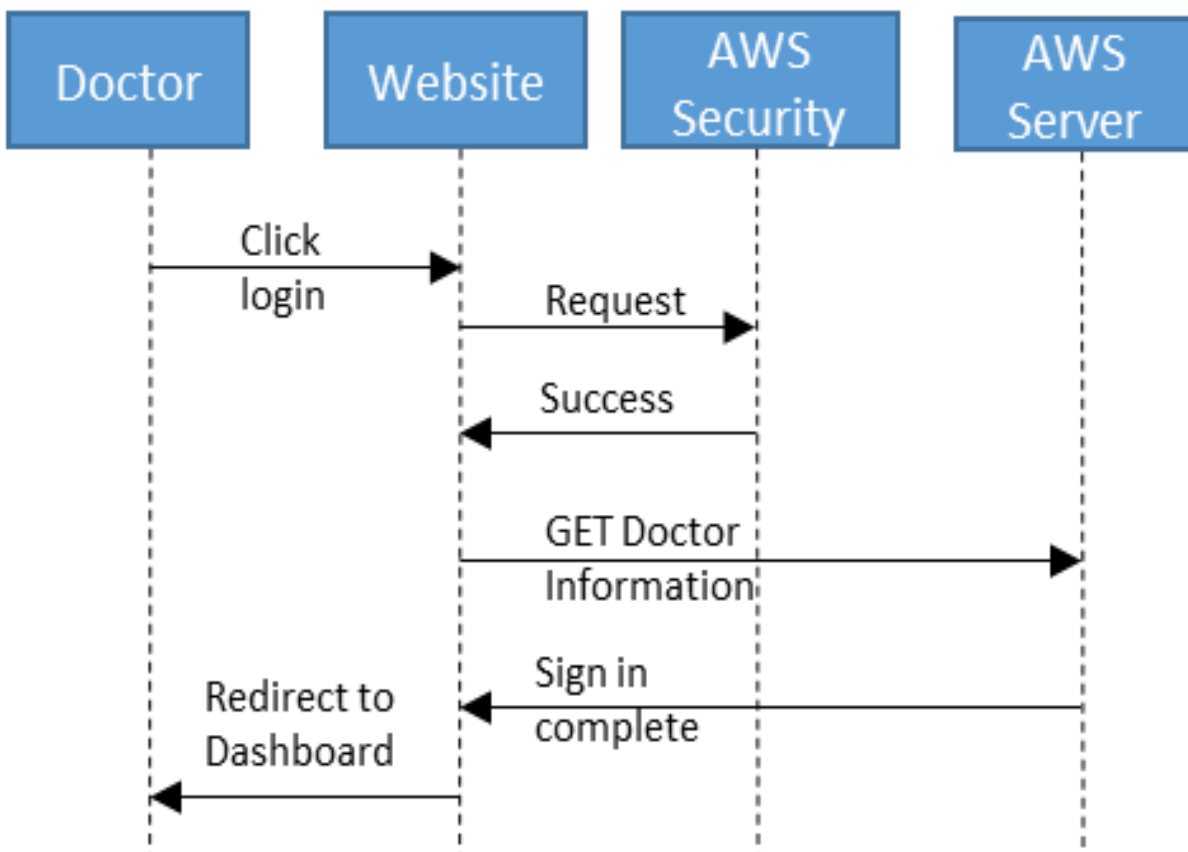 Doctor
Website
AWS
Security
AWS
Server
Click
login
Request
Success
GET Doctor
Information
Sign in
complete
Redirect to
Dashboard